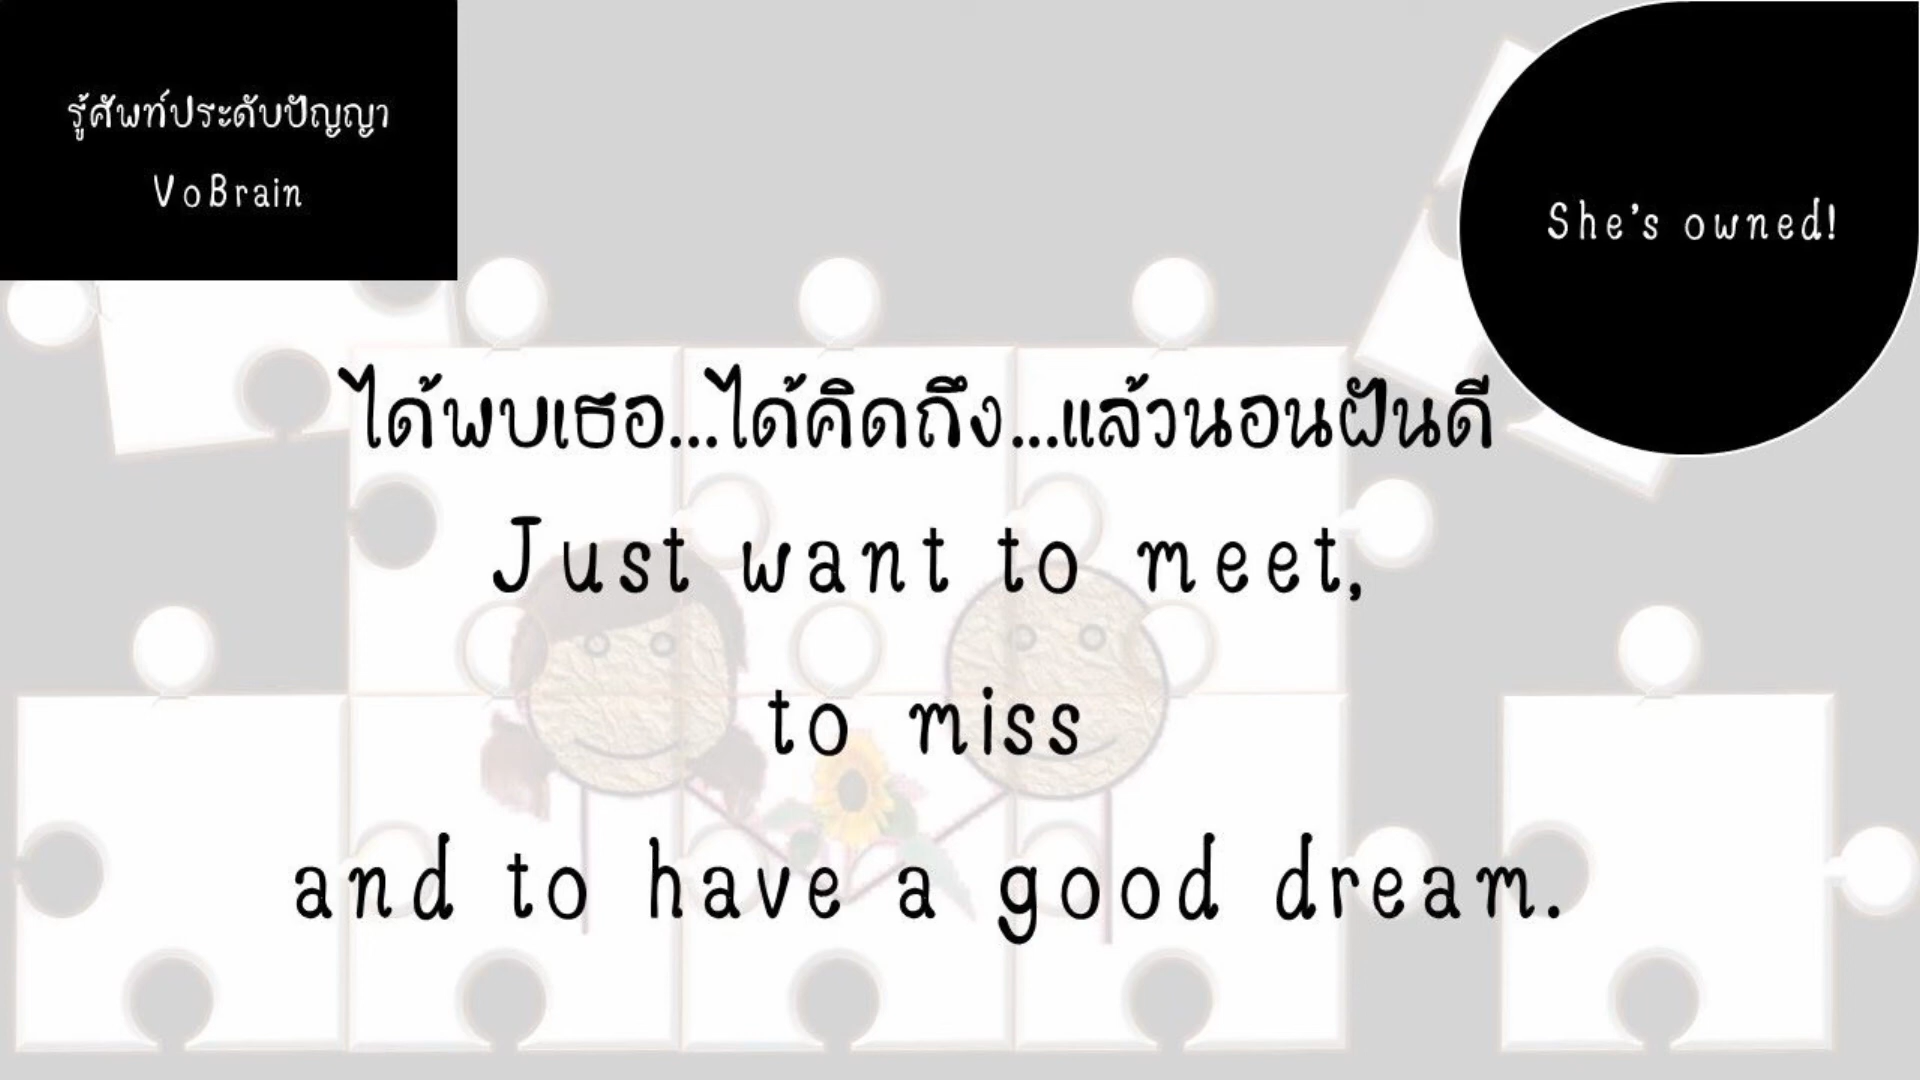 รู้ศัพท์ประดับปัญญา
VoBrain
She's owned!
ได้พบเธอ...ได้คิดถึง...แล้วนอนฝันดี
Just want to meet,
to miss
and to have a good dream.